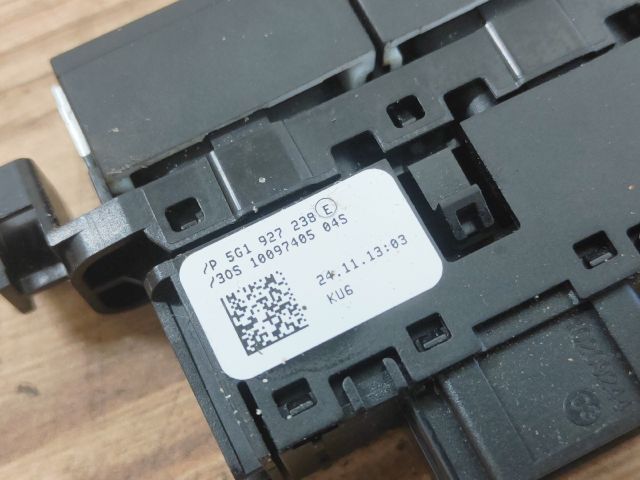 /P 5G1 927 238 E
/30S 10097405 04S
24.11.13:03
KU6